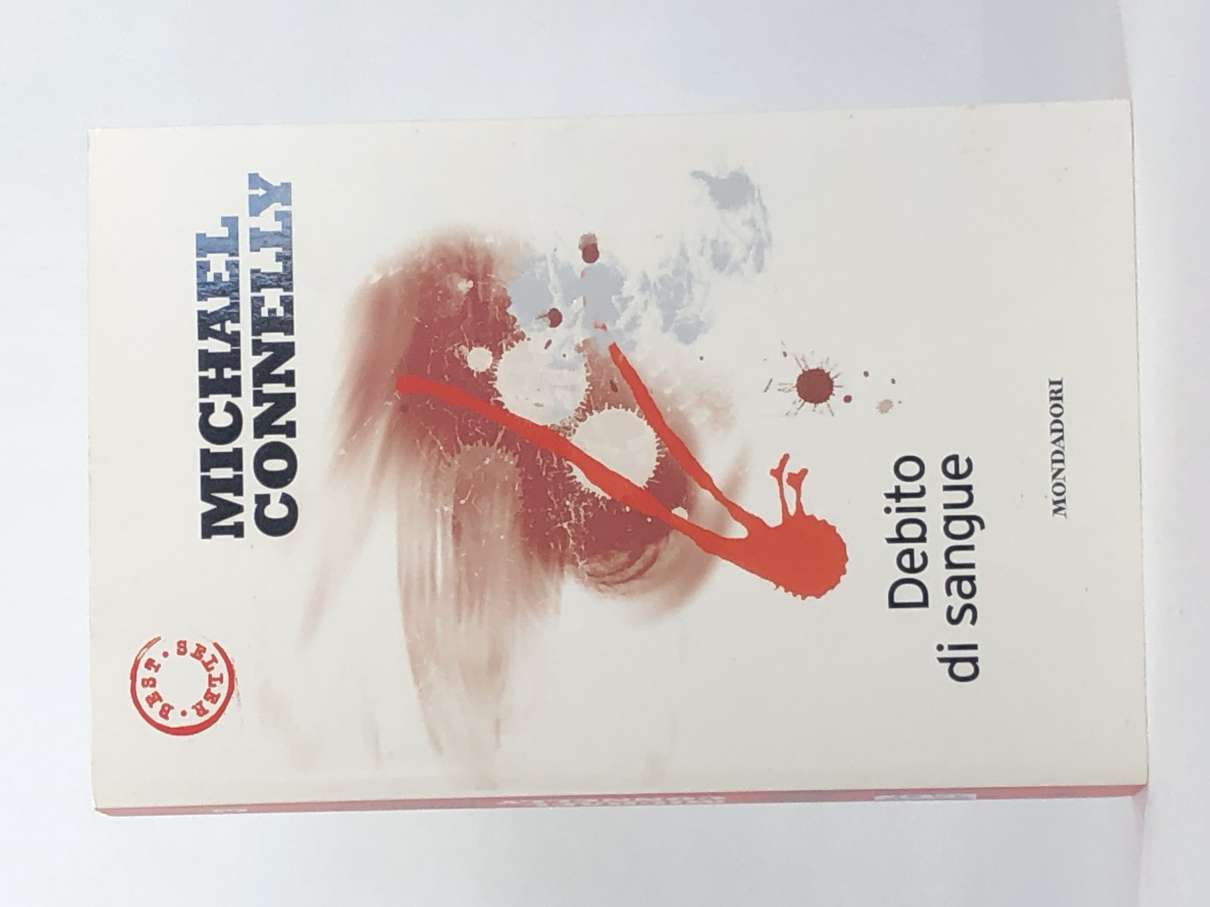 BEST · SELLER ·
MICHAEL
CONNELLY
Debito
di sangue
MONDADORI